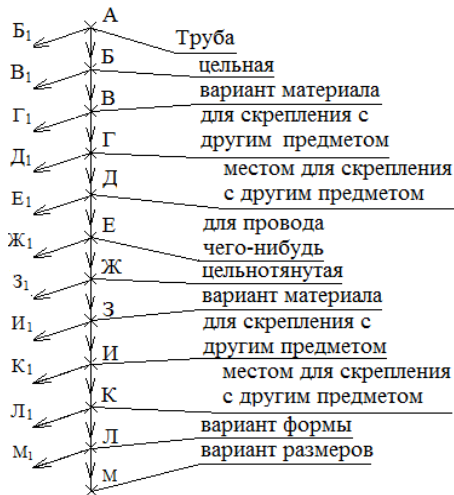 А
Б₁
Труба
Б
цельная
В₁
В
вариант материала
Г₁
для скрепления с
другим предметом
Г
Д₁
местом для скрепления
с другим предметом
Д
Е₁
Е
для провода
чего-нибудь
Ж₁
Ж
цельнотянутая
З₁
вариант материала
З
И₁
для скрепления с
другим предметом
И
К₁
местом для скрепления
с другим предметом
К
Л₁
вариант формы
Л
М₁
вариант размеров
М